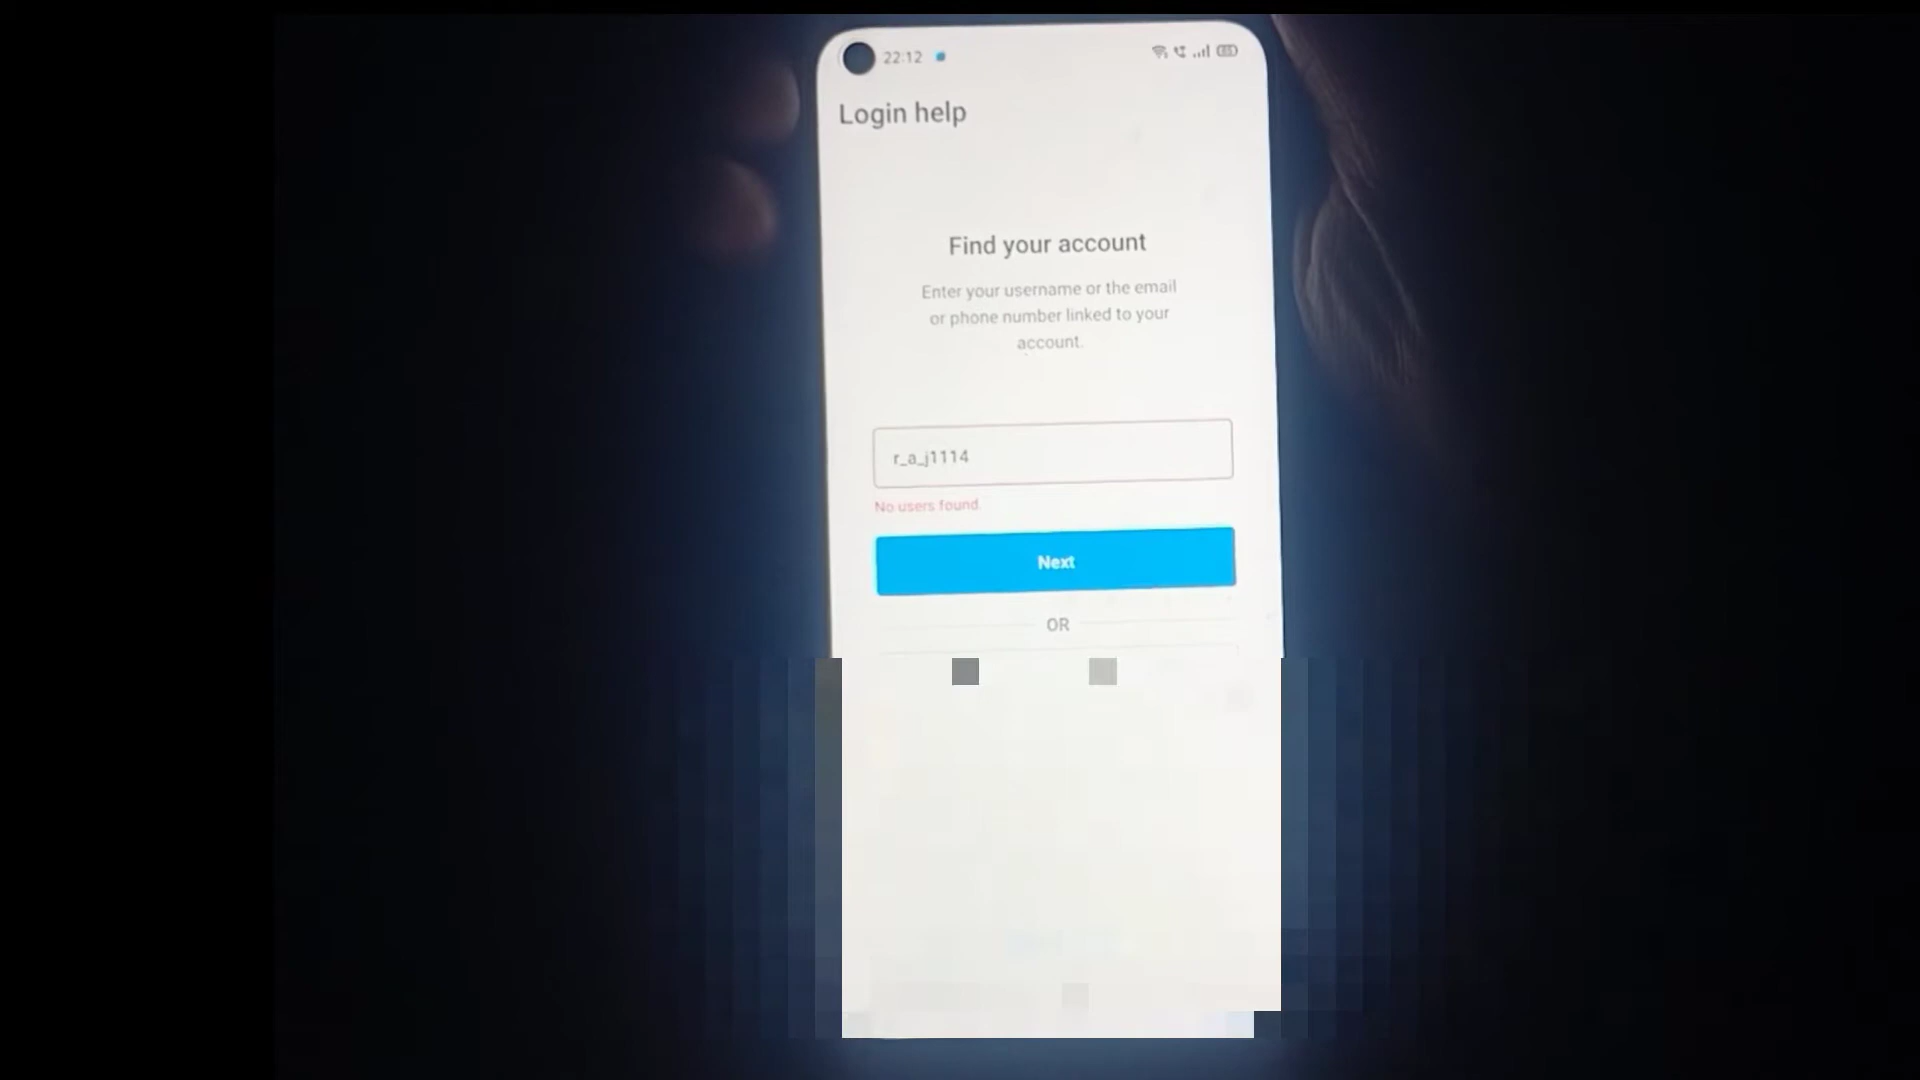 22:12
Login help
Find your account
Enter your username or the email
or phone number linked to your
account.
r_a_j1114
No users found.
Next
OR